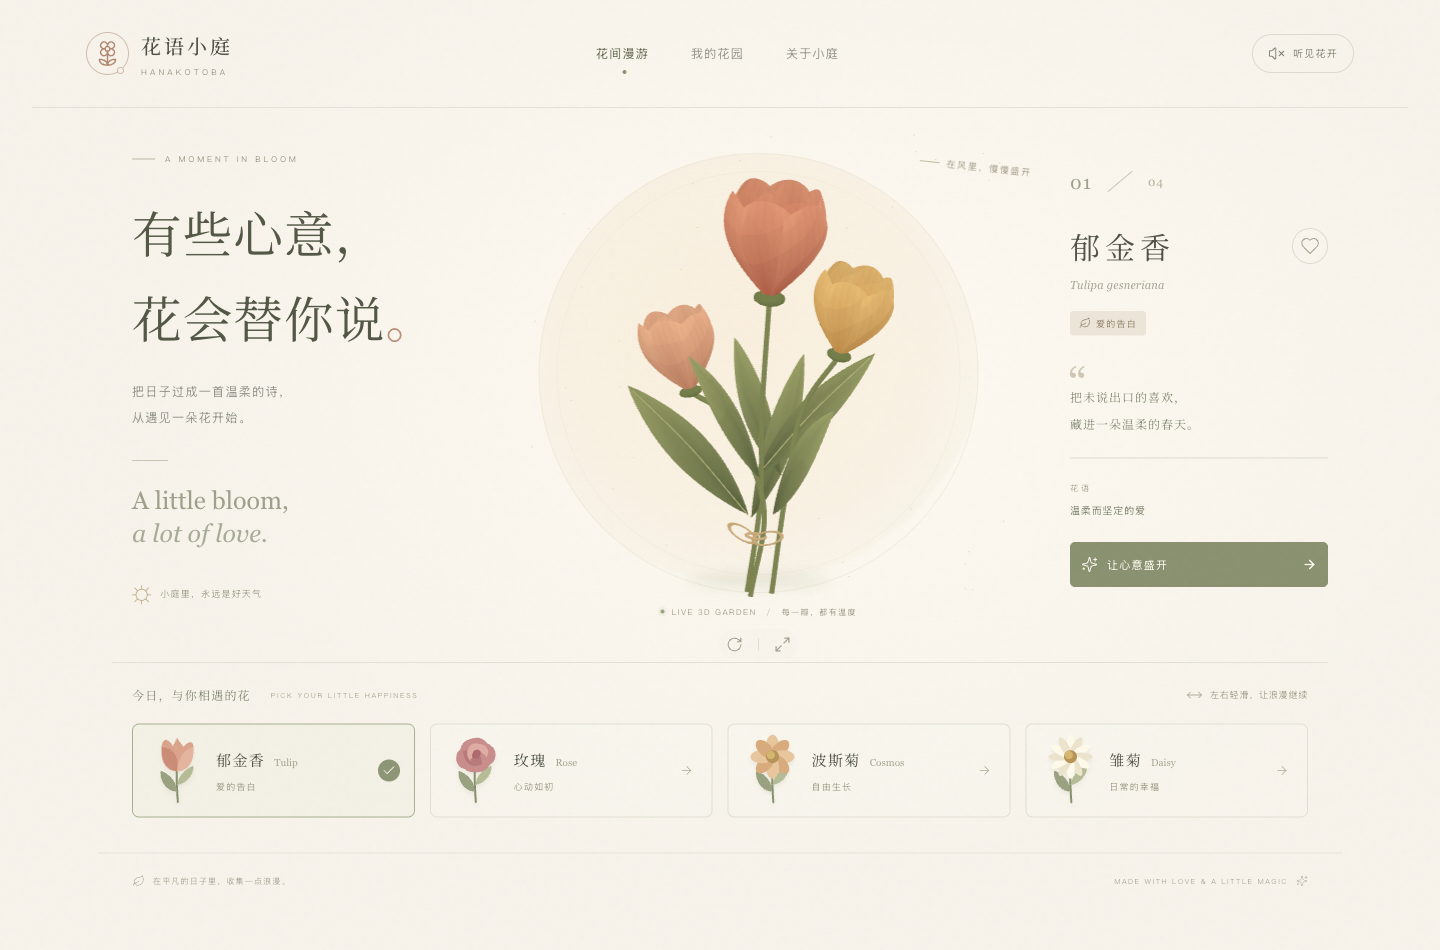 花语小庭
HANAKOTOBA
花间漫游
我的花园
关于小庭
听见花开
A MOMENT IN BLOOM
有些心意，
花会替你说。
把日子过成一首温柔的诗，
从遇见一朵花开始。
A little bloom,
a lot of love.
小庭里，永远是好天气
在风里，慢慢盛开
LIVE 3D GARDEN / 每一瓣，都有温度
01 / 04
郁金香
Tulipa gesneriana
爱的告白
“
把未说出口的喜欢，
藏进一朵温柔的春天。
花语
温柔而坚定的爱
让心意盛开
今日，与你相遇的花
PICK YOUR LITTLE HAPPINESS
左右轻滑，让浪漫继续
郁金香 Tulip
爱的告白
玫瑰 Rose
心动如初
波斯菊 Cosmos
自由生长
雏菊 Daisy
日常的幸福
在平凡的日子里，收集一点浪漫。
MADE WITH LOVE & A LITTLE MAGIC